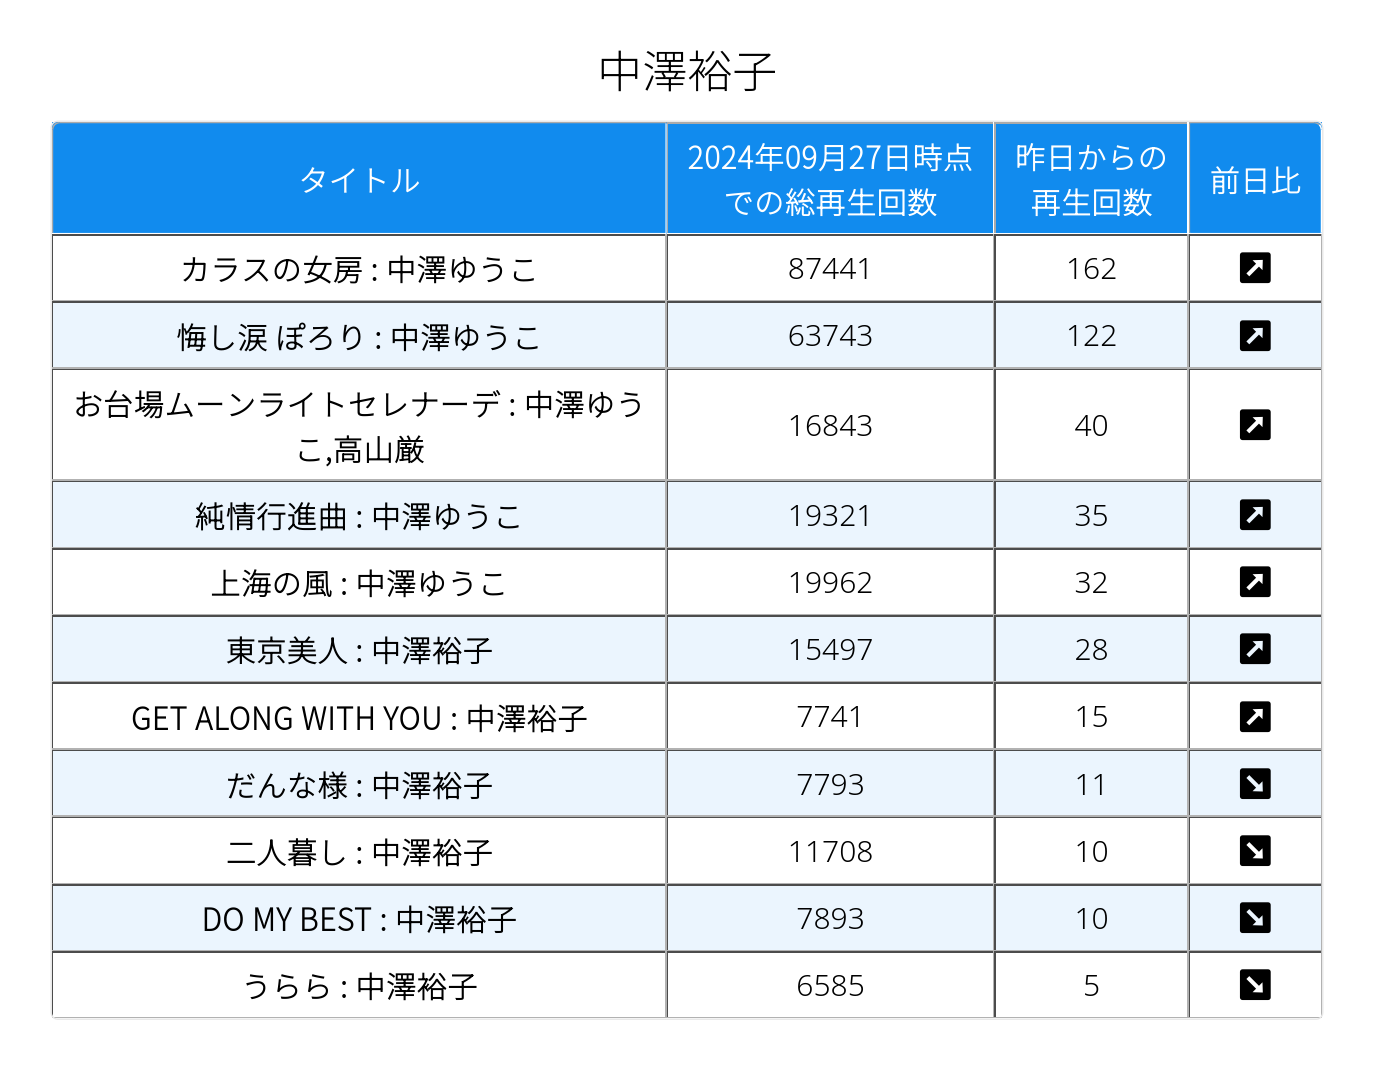 中澤裕子
タイトル
2024年09月27日時点
での総再生回数
昨日からの
再生回数
前日比
カラスの女房 : 中澤ゆうこ
87441
162
悔し涙 ぽろり : 中澤ゆうこ
63743
122
お台場ムーンライトセレナーデ : 中澤ゆう
こ,高山厳
16843
40
純情行進曲 : 中澤ゆうこ
19321
35
上海の風 : 中澤ゆうこ
19962
32
東京美人 : 中澤裕子
15497
28
GET ALONG WITH YOU : 中澤裕子
7741
15
だんな様 : 中澤裕子
7793
11
二人暮し : 中澤裕子
11708
10
DO MY BEST : 中澤裕子
7893
10
うらら : 中澤裕子
6585
5